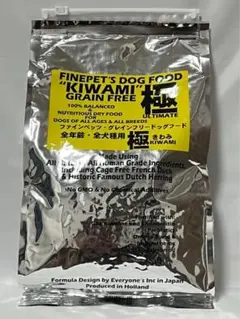 FINEPET'S DOG FOOD
"KIWAMI" 極
GRAIN FREE
ULTIMATE
100% BALANCED
&
NUTRITIOUS DRY FOOD
FOR
DOGS OF ALL AGES & ALL BREEDS
ファインペッツ・グレインフリードッグフード
全年齢・全犬種用 極 きわみ
KIWAMI
Made Using
All Human Grade Ingredients,
Including Cage Free French Duck
& Historic Famous Dutch Herring
No GMO & No Chemical Additives
Formula Design by Everyone's Inc in Japan
Produced in Holland